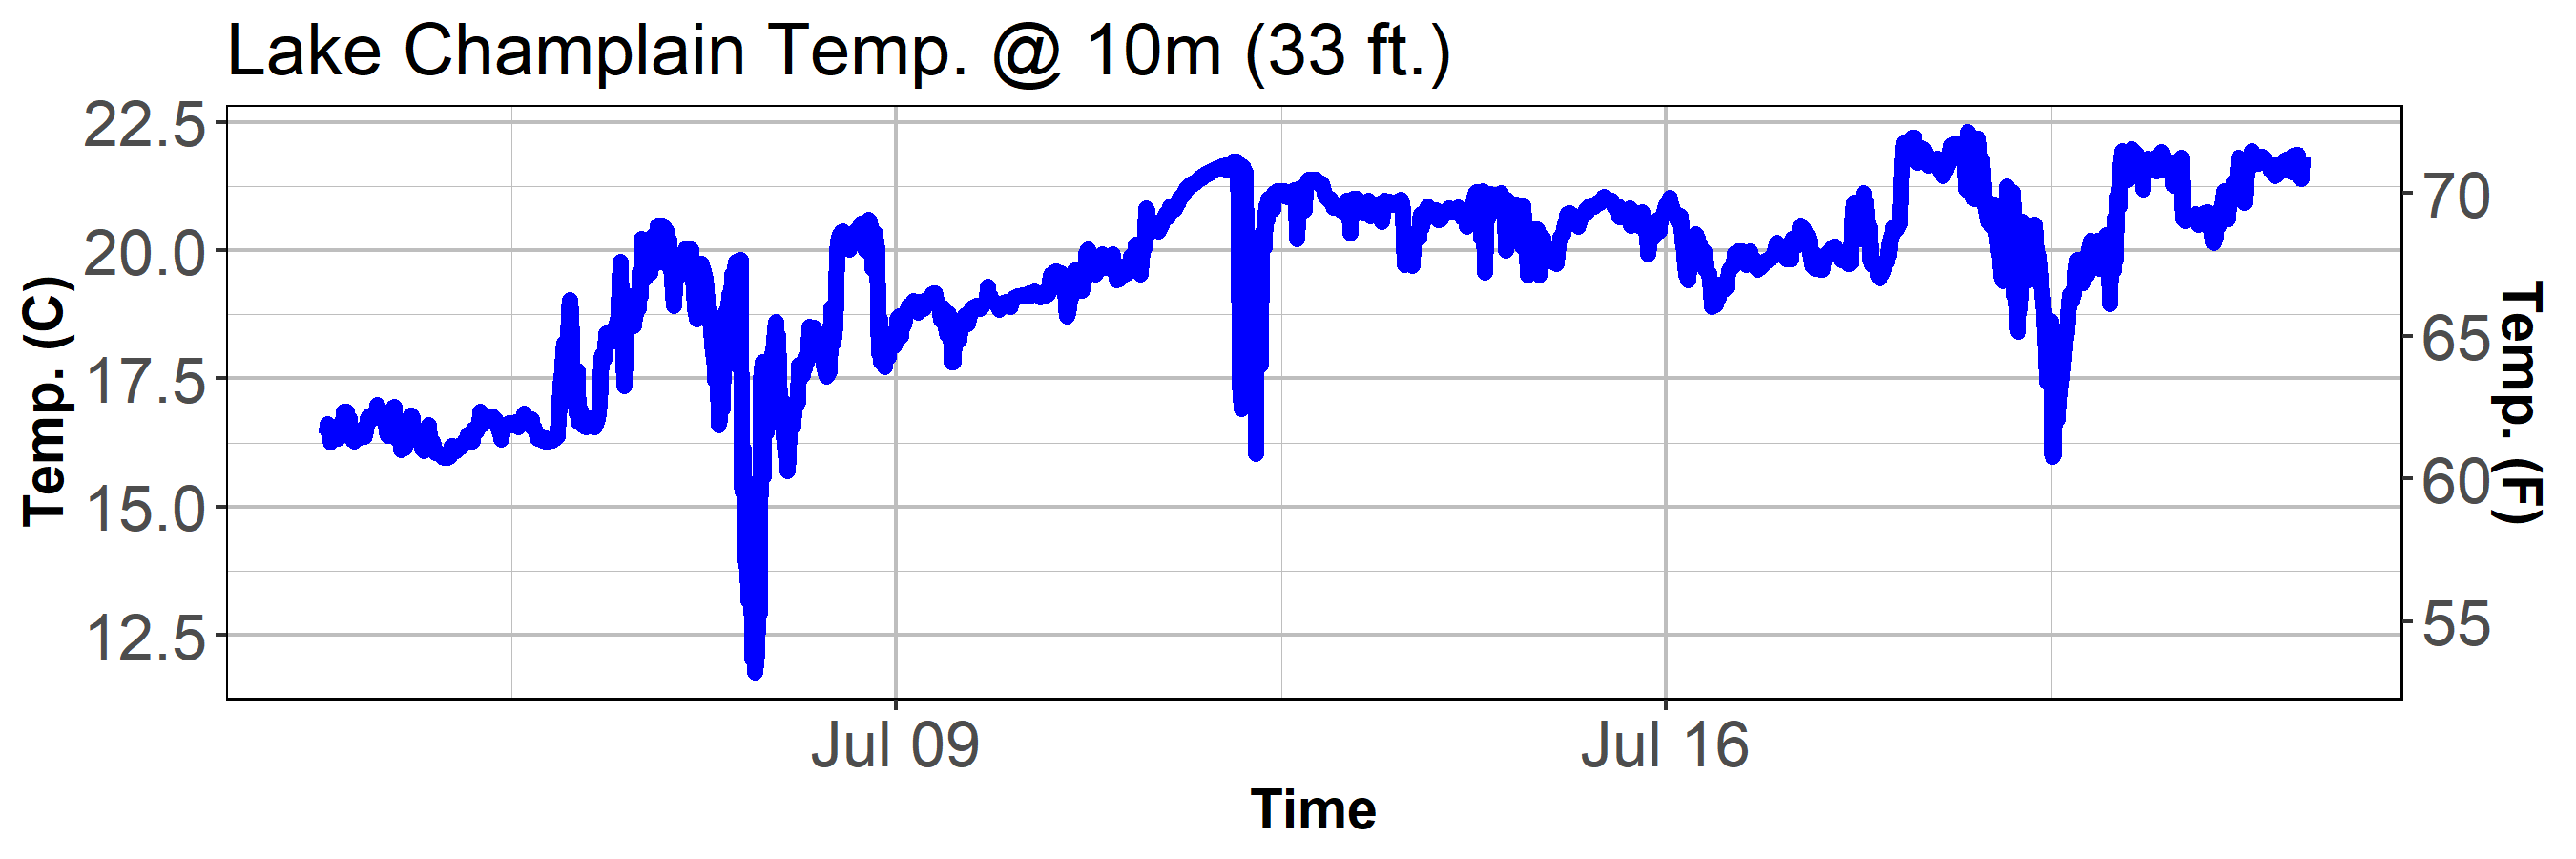 Lake Champlain Temp. @ 10m (33 ft.)
Temp. (C)
22.5
20.0
17.5
15.0
12.5
70
65
60
55
Temp. (F)
Jul 09
Jul 16
Time